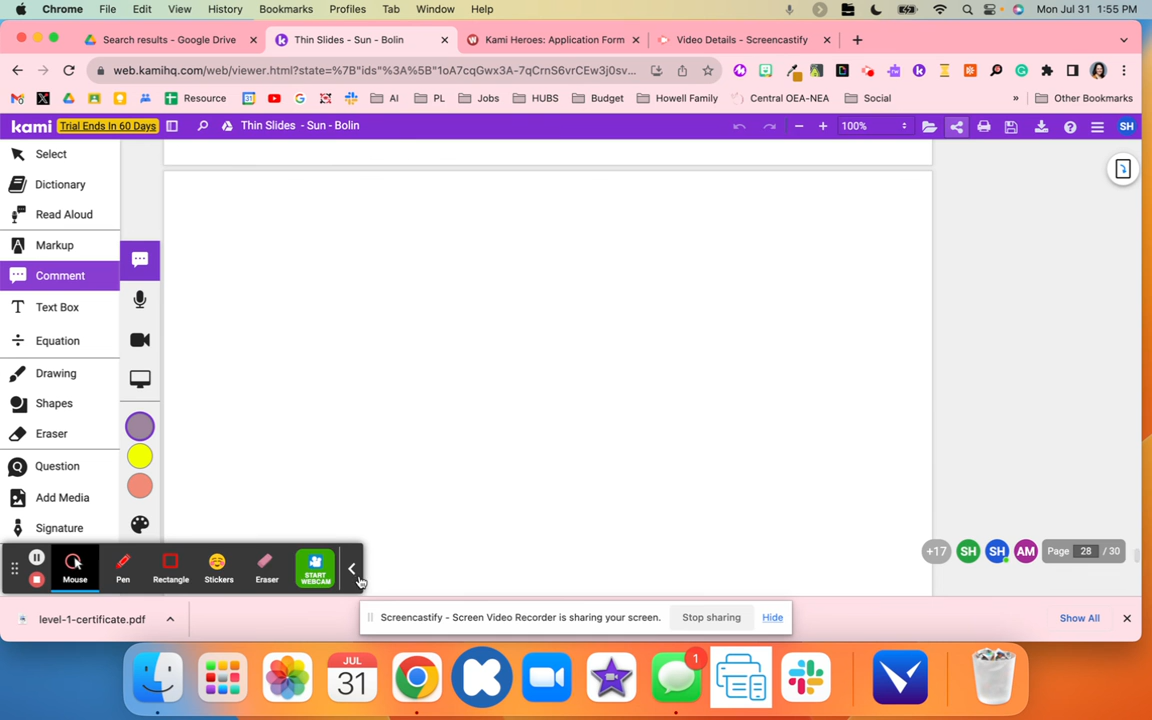 Chrome File Edit View History Bookmarks Profiles Tab Window Help Mon Jul 31 1:55 PM
Search results - Google Drive Thin Slides - Sun - Bolin Kami Heroes: Application Form Video Details - Screencastify
web.kamihq.com/web/viewer.html?state=%7B"ids"%3A%5B"1oA7cqGwx3A-7qCrnS6vrCEw3j0sv...
Resource AI PL Jobs HUBS Budget Howell Family Central OEA-NEA Social » Other Bookmarks
kami Trial Ends In 60 Days Thin Slides - Sun - Bolin 100% SH
Select
Dictionary
Read Aloud
Markup
Comment
Text Box
Equation
Drawing
Shapes
Eraser
Question
Add Media
Signature
+17 SH SH AM Page 28 / 30
Mouse Pen Rectangle Stickers Eraser START WEBCAM
level-1-certificate.pdf Screencastify - Screen Video Recorder is sharing your screen. Stop sharing Hide Show All
JUL 31 1